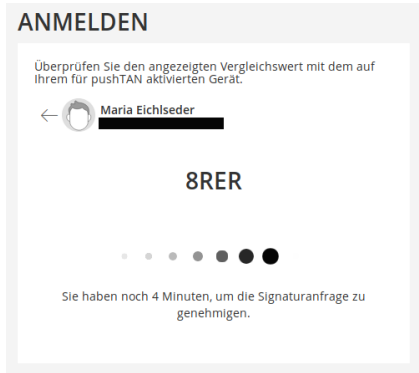 ANMELDEN
Überprüfen Sie den angezeigten Vergleichswert mit dem auf
Ihrem für pushTAN aktivierten Gerät.
Maria Eichlseder
8RER
Sie haben noch 4 Minuten, um die Signaturanfrage zu
genehmigen.